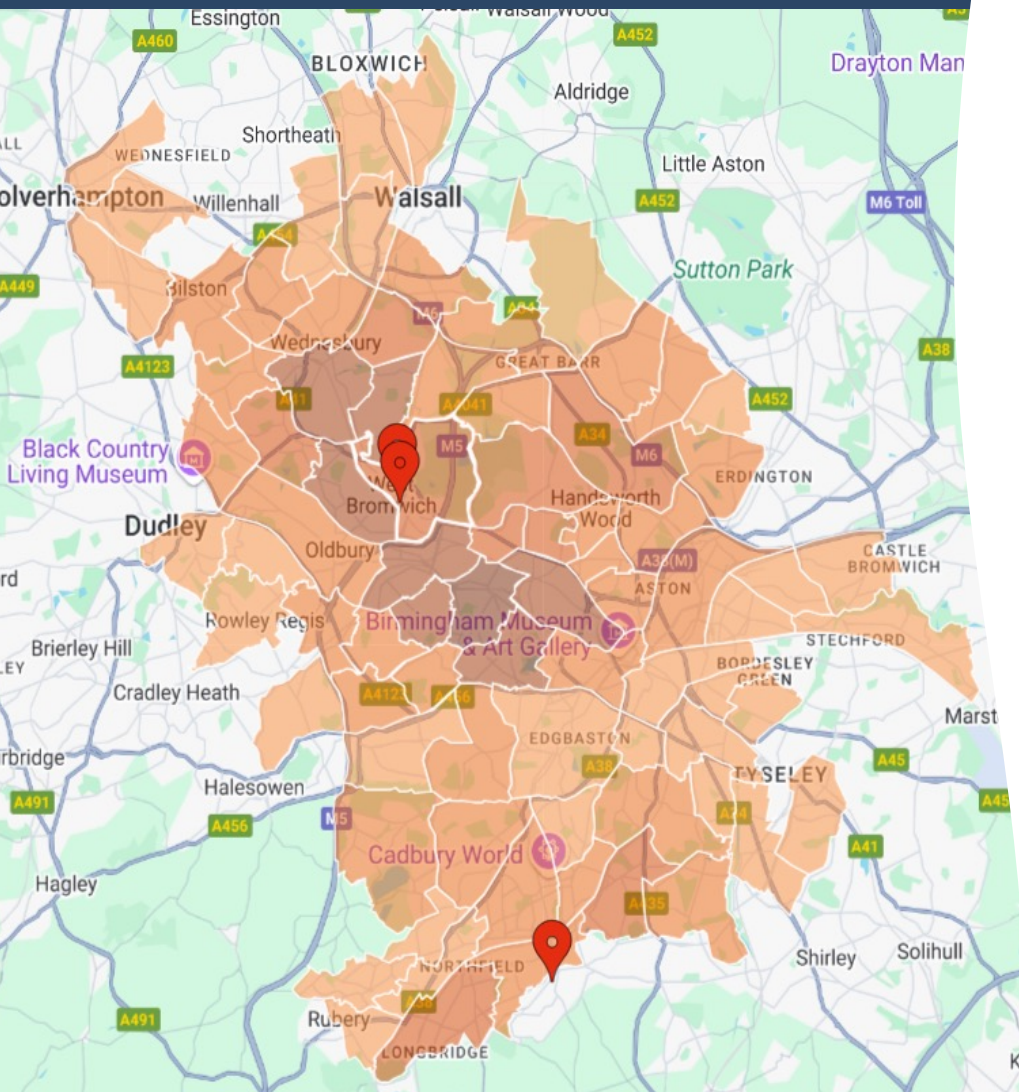 Essington
Walsall Wood
A460
A452
BLOXWICH
Drayton Man
Aldridge
Shortheath
WEDNESFIELD
Little Aston
olverhampton
Willenhall
Walsall
A452
M6 Toll
A454
Sutton Park
A449
Bilston
M6
A34
Wednesbury
GREAT BARR
A38
A4123
A41
A4041
A452
A34
Black Country
Living Museum
M5
M6
ERDINGTON
West
Bromwich
Handsworth
Wood
Dudley
Oldbury
A38(M)
CASTLE
BROMWICH
rd
ASTON
Rowley Regis
Birmingham Museum
& Art Gallery
STECHFORD
Brierley Hill
LEY
BORDESLEY
GREEN
Cradley Heath
A4123
A456
Marst
EDGBASTON
rbridge
A38
TYSELEY
A45
Halesowen
A491
A45
M5
A34
A456
A41
Cadbury World
Hagley
A435
Shirley
Solihull
NORTHFIELD
A38
A491
Rubery
LONGBRIDGE
K